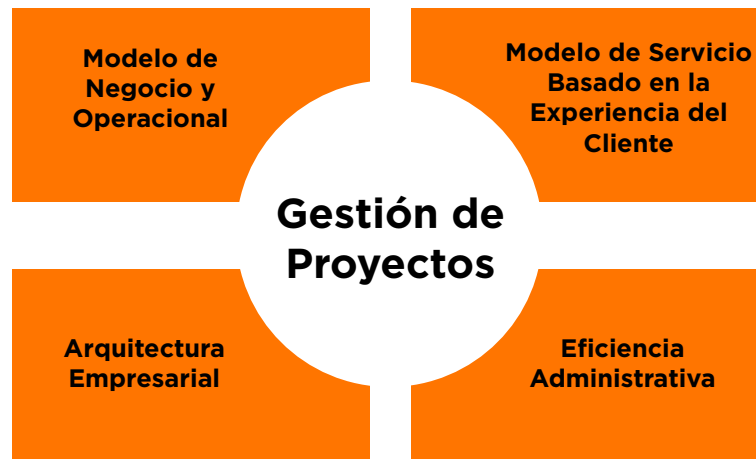 Modelo de
Negocio y
Operacional
Modelo de Servicio
Basado en la
Experiencia del
Cliente
Gestión de
Proyectos
Arquitectura
Empresarial
Eficiencia
Administrativa